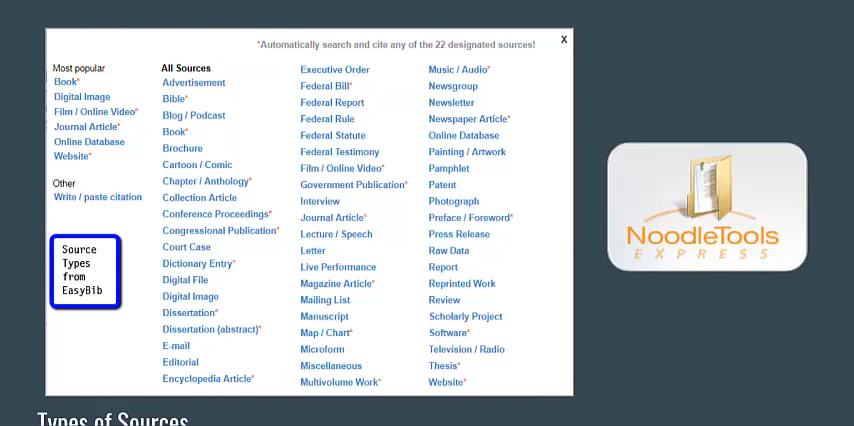 *Automatically search and cite any of the 22 designated sources!
X
Most popular
Book*
Digital Image
Film / Online Video*
Journal Article*
Online Database
Website*
Other
Write / paste citation
Source
Types
from
EasyBib
All Sources
Advertisement
Bible*
Blog / Podcast
Book*
Brochure
Cartoon / Comic
Chapter / Anthology*
Collection Article
Conference Proceedings*
Congressional Publication*
Court Case
Dictionary Entry*
Digital File
Digital Image
Dissertation*
Dissertation (abstract)*
E-mail
Editorial
Encyclopedia Article*
Executive Order
Federal Bill*
Federal Report
Federal Rule
Federal Statute
Federal Testimony
Film / Online Video*
Government Publication*
Interview
Journal Article*
Lecture / Speech
Letter
Live Performance
Magazine Article*
Mailing List
Manuscript
Map / Chart*
Microform
Miscellaneous
Multivolume Work*
Music / Audio*
Newsgroup
Newsletter
Newspaper Article*
Online Database
Painting / Artwork
Pamphlet
Patent
Photograph
Preface / Foreword*
Press Release
Raw Data
Report
Reprinted Work
Review
Scholarly Project
Software*
Television / Radio
Thesis*
Website*
NoodleTools
EXPRESS
Types of Sources